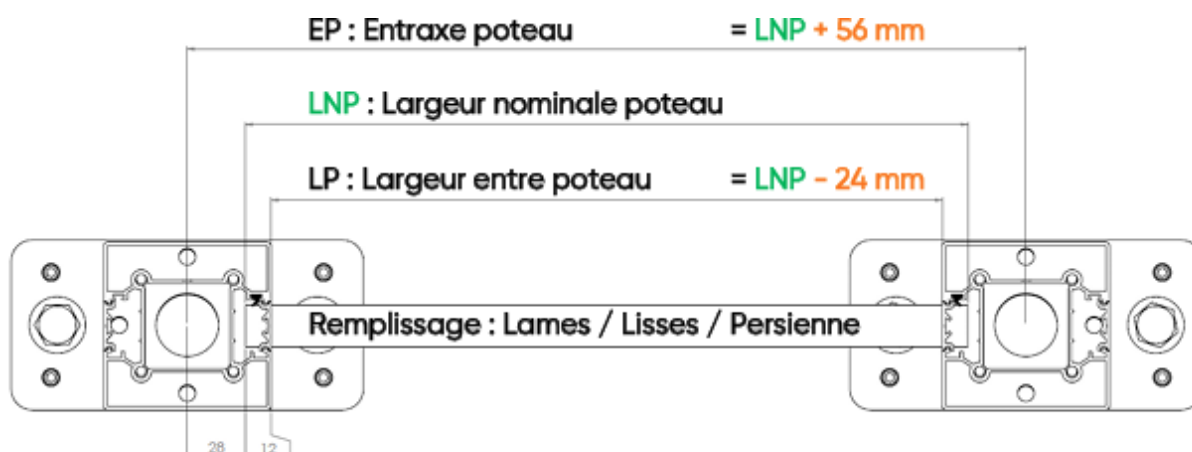 EP : Entraxe poteau = LNP + 56 mm
LNP : Largeur nominale poteau
LP : Largeur entre poteau = LNP - 24 mm
Remplissage : Lames / Lisses / Persienne
28 12